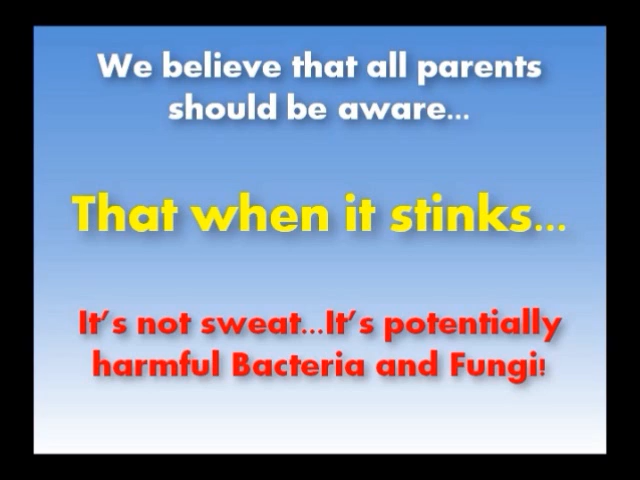 We believe that all parents
should be aware...
That when it stinks...
It's not sweat...It's potentially
harmful Bacteria and Fungi!